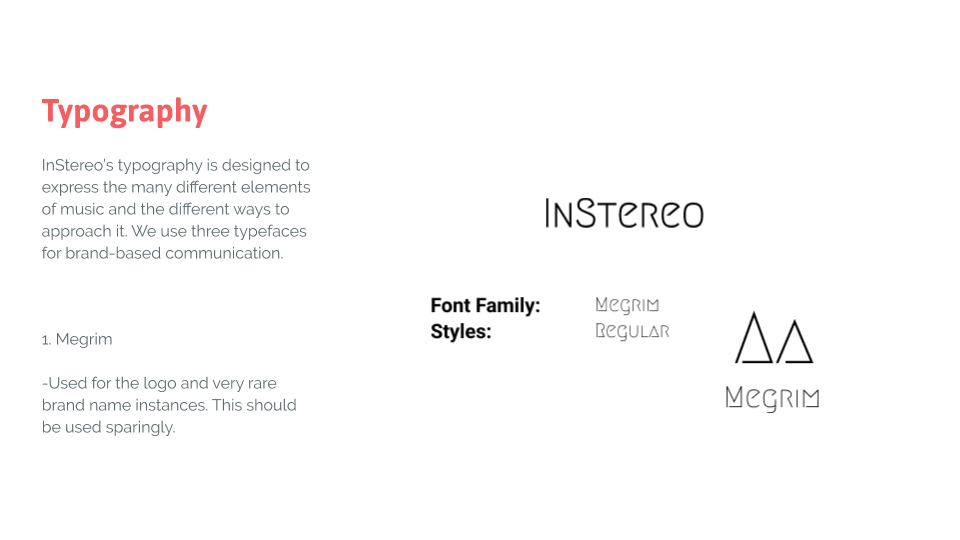 Typography
InStereo's typography is designed to
express the many different elements
of music and the different ways to
approach it. We use three typefaces
for brand-based communication.
1. Megrim
-Used for the logo and very rare
brand name instances. This should
be used sparingly.
InStereo
Font Family: Megrim
Styles: Regular
Aa
Megrim